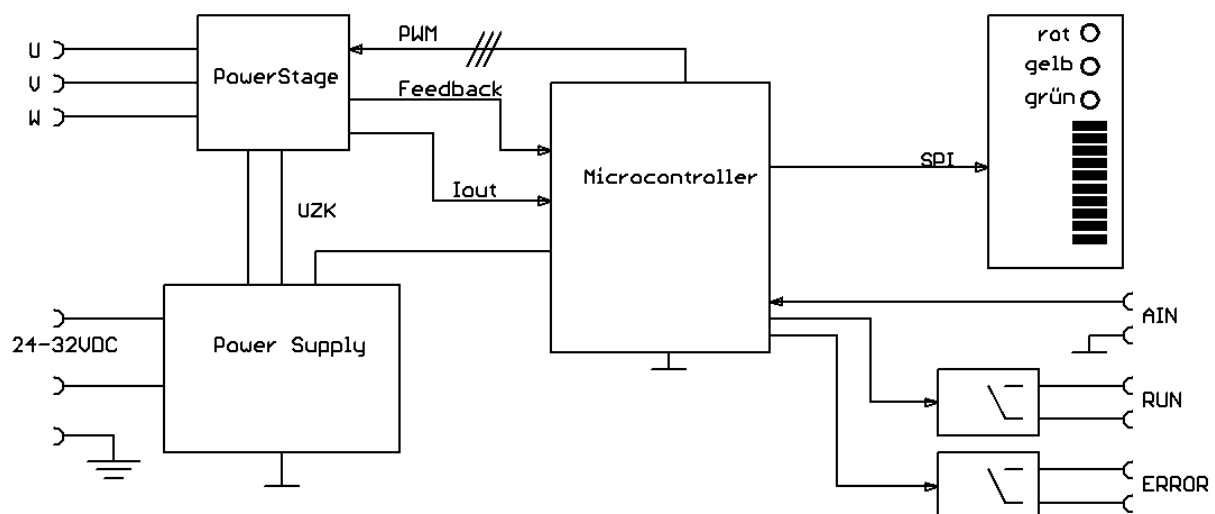 U
V
W
PowerStage
PWM
Feedback
Iout
UZK
Microcontroller
SPI
rot
gelb
grün
24-32VDC
Power Supply
AIN
RUN
ERROR